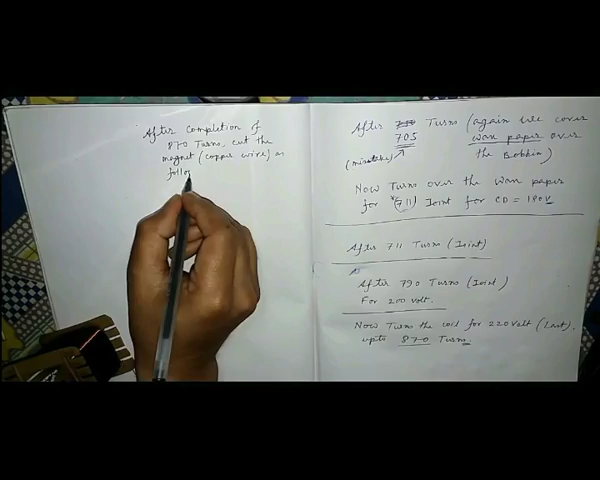 After Completion of
870 Turns, cut the
magnet (copper wire) as
follo
After Turns (again we cover
705 wax paper over
(mistake) the Bobbin)
Now Turns over the wax paper
for "711) Joint for CD = 180V
After 711 Turns (Joint)
After 790 Turns (Joint)
For 200 volt.
Now Turns the coil for 220 volt (Last),
upto 870 Turns.